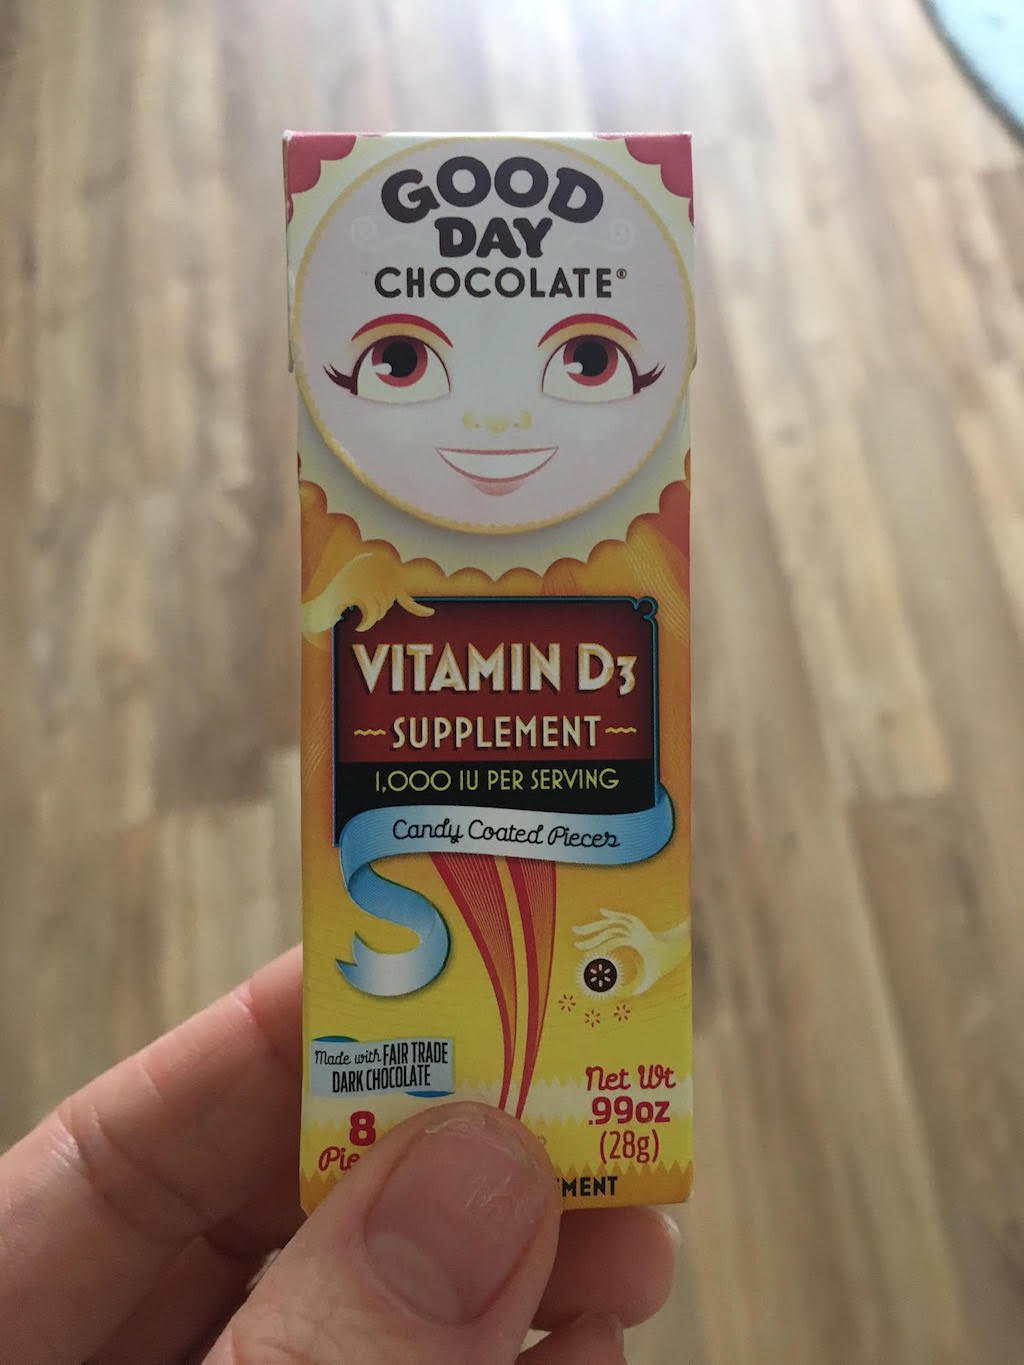 GOOD
DAY
CHOCOLATE®
VITAMIN D3
SUPPLEMENT
1,000 IU PER SERVING
Candy Coated Pieces
Made with FAIR TRADE
DARK CHOCOLATE
8
Net Wt
.99oz
(28g)